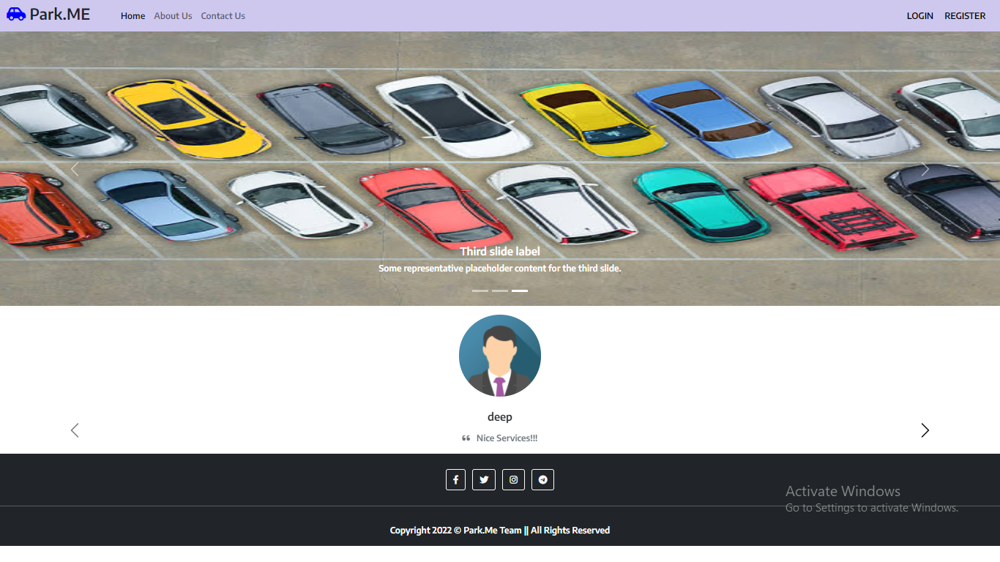 Park.ME Home About Us Contact Us LOGIN REGISTER
Third slide label
Some representative placeholder content for the third slide.
deep
❝ Nice Services!!!
Activate Windows
Go to Settings to activate Windows.
Copyright 2022 © Park.Me Team || All Rights Reserved